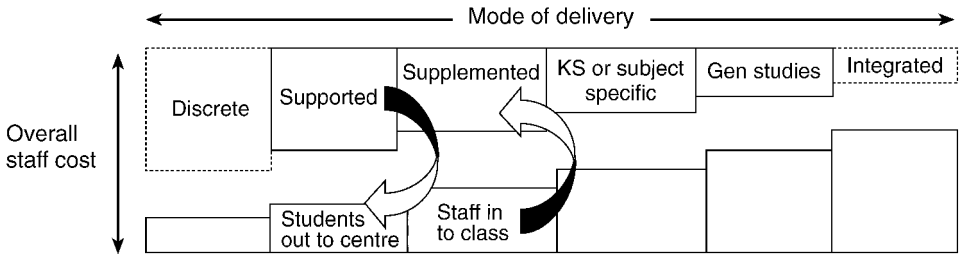 Mode of delivery
Overall
staff cost
Discrete
Supported
Supplemented
KS or subject
specific
Gen studies
Integrated
Students
out to centre
Staff in
to class